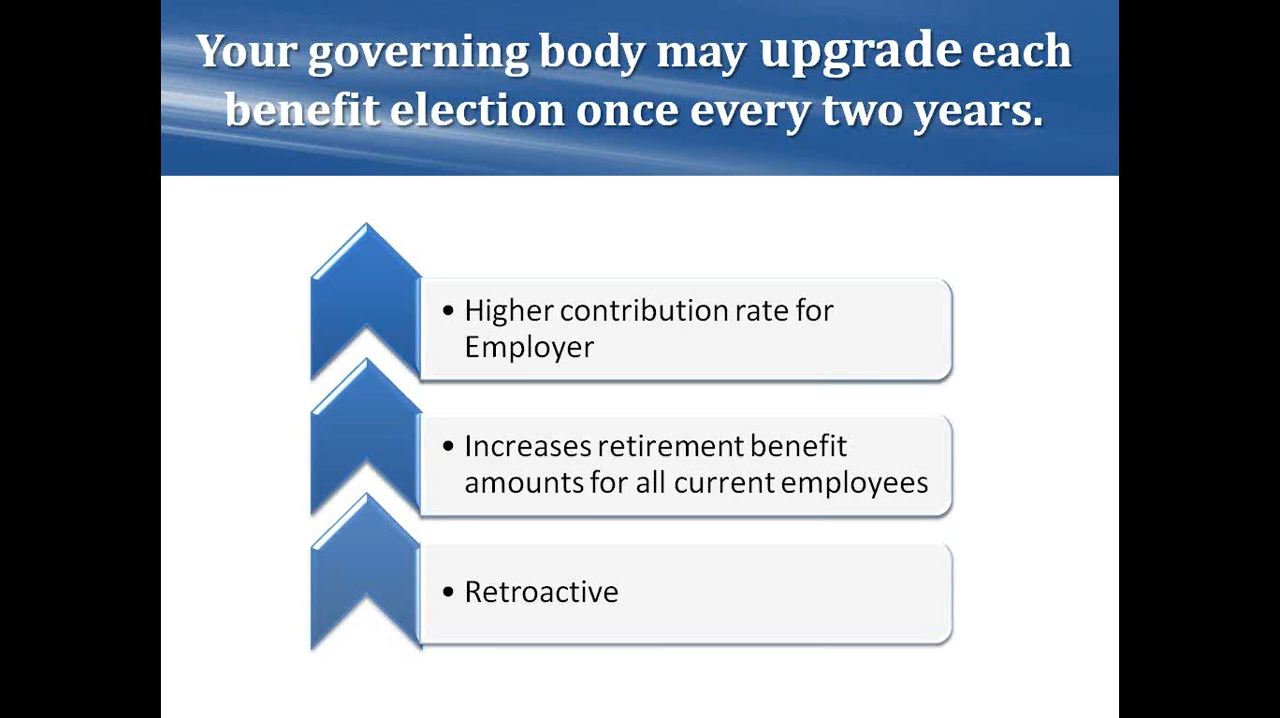 Your governing body may upgrade each
benefit election once every two years.
• Higher contribution rate for
Employer
• Increases retirement benefit
amounts for all current employees
• Retroactive